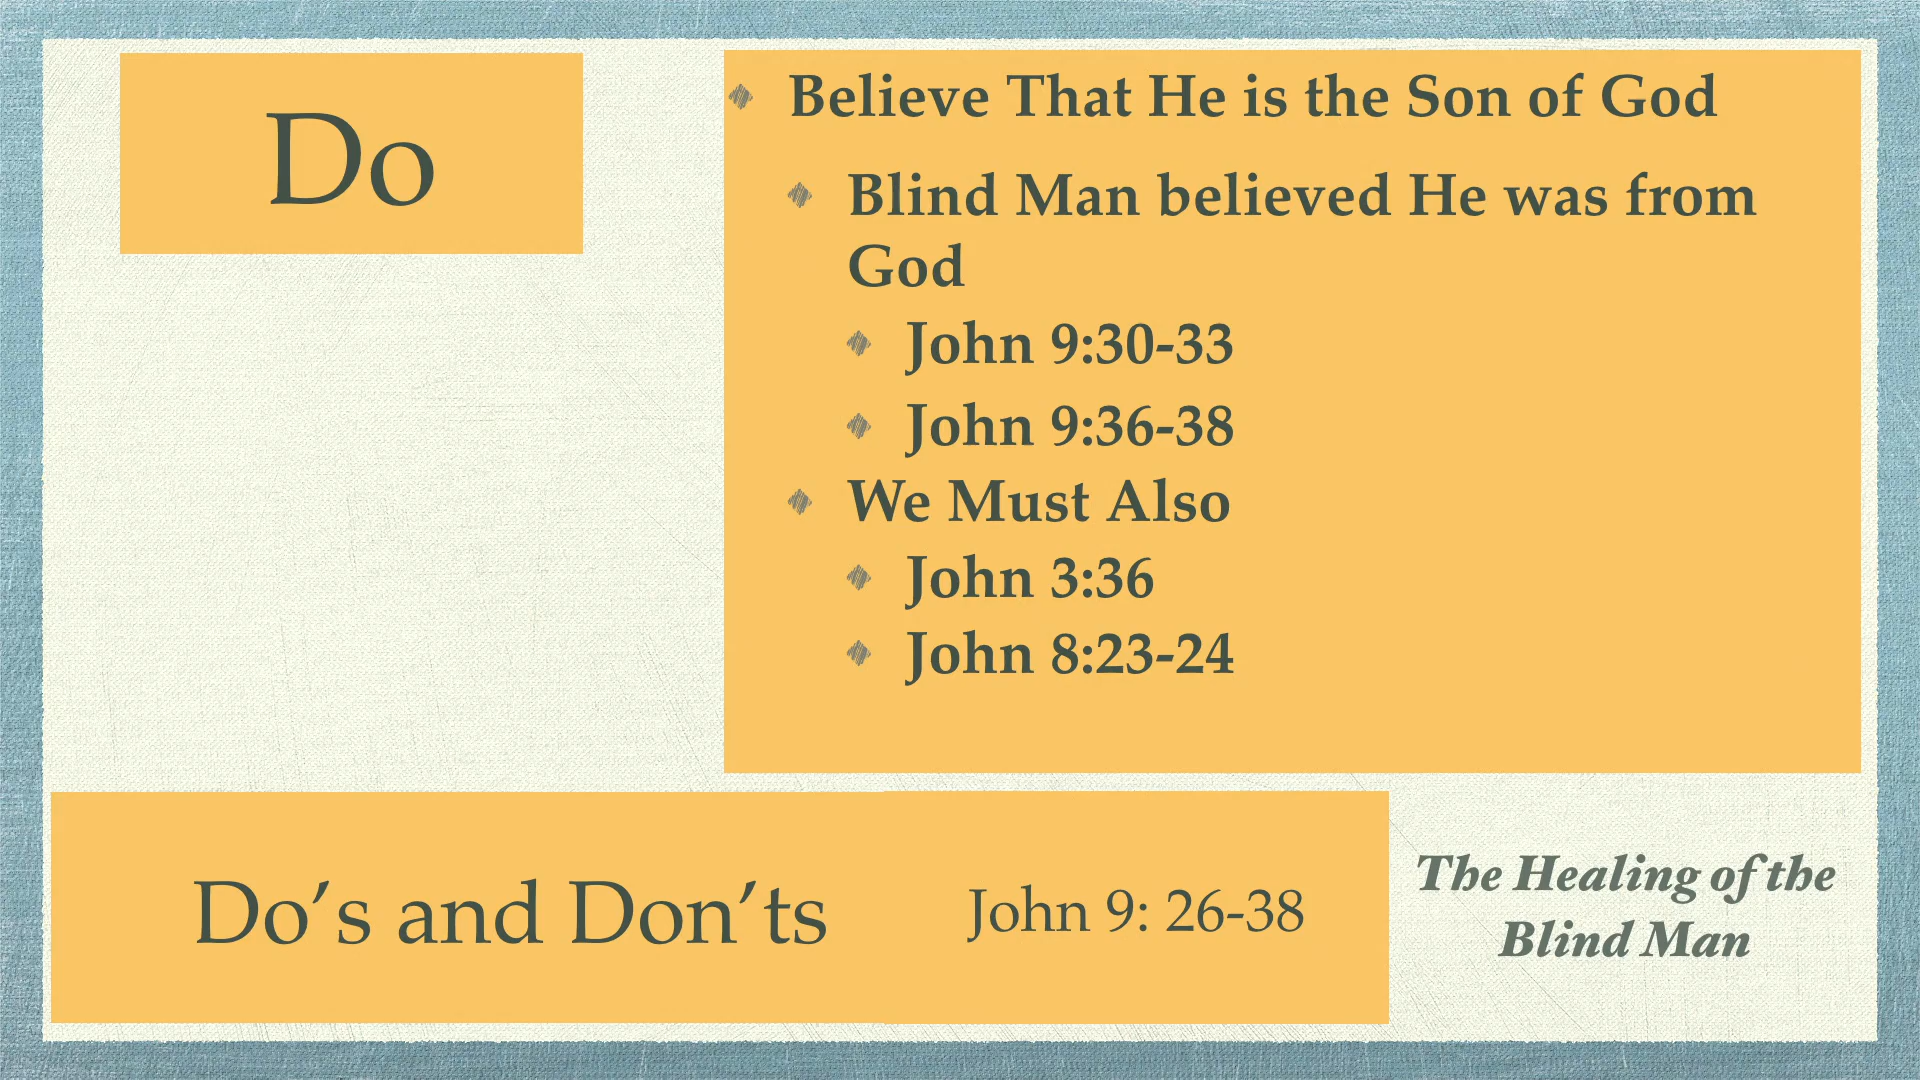 Do
Believe That He is the Son of God
Blind Man believed He was from
God
John 9:30-33
John 9:36-38
We Must Also
John 3:36
John 8:23-24
Do’s and Don’ts
John 9: 26-38
The Healing of the
Blind Man